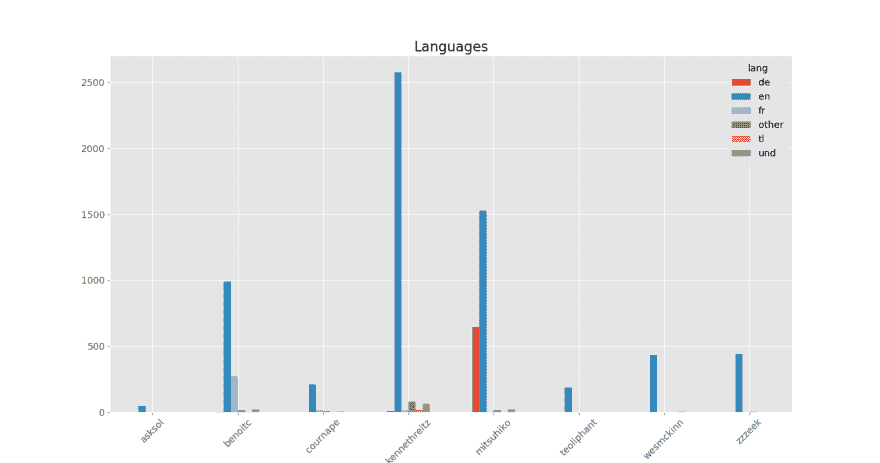 Languages
lang
de
en
fr
other
tl
und
2500
2000
1500
1000
500
0
asksol
benoitc
cournape
kennethreitz
mitsuhiko
teoliphant
wesmckinn
zzzeek